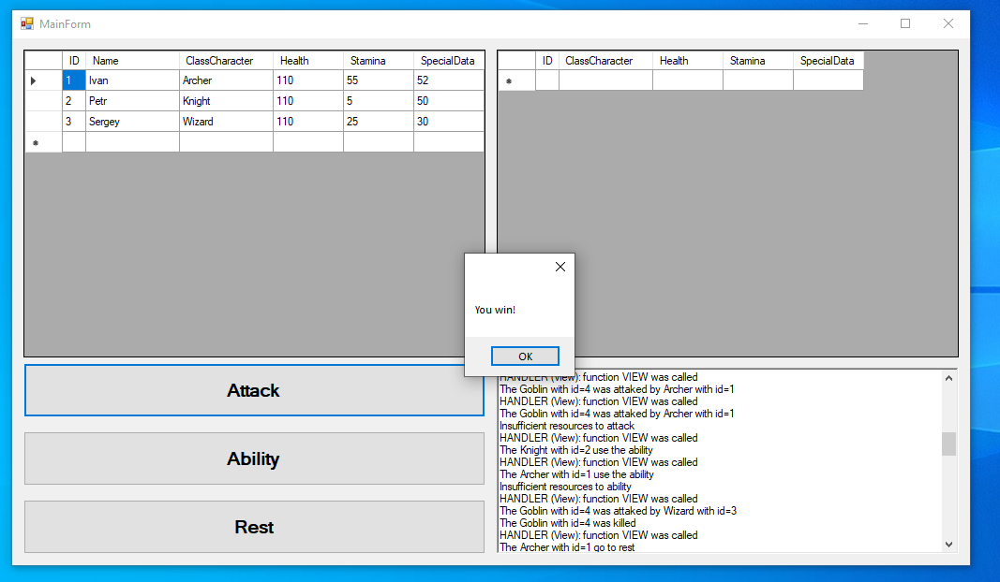 MainForm
ID Name ClassCharacter Health Stamina SpecialData
1 Ivan Archer 110 55 52
2 Petr Knight 110 5 50
3 Sergey Wizard 110 25 30
ID ClassCharacter Health Stamina SpecialData
You win!
OK
Attack
Ability
Rest
HANDLER (View): function VIEW was called
The Goblin with id=4 was attaked by Archer with id=1
HANDLER (View): function VIEW was called
The Goblin with id=4 was attaked by Archer with id=1
Insufficient resources to attack
HANDLER (View): function VIEW was called
The Knight with id=2 use the ability
HANDLER (View): function VIEW was called
The Archer with id=1 use the ability
Insufficient resources to ability
HANDLER (View): function VIEW was called
The Goblin with id=4 was attaked by Wizard with id=3
The Goblin with id=4 was killed
HANDLER (View): function VIEW was called
The Archer with id=1 go to rest